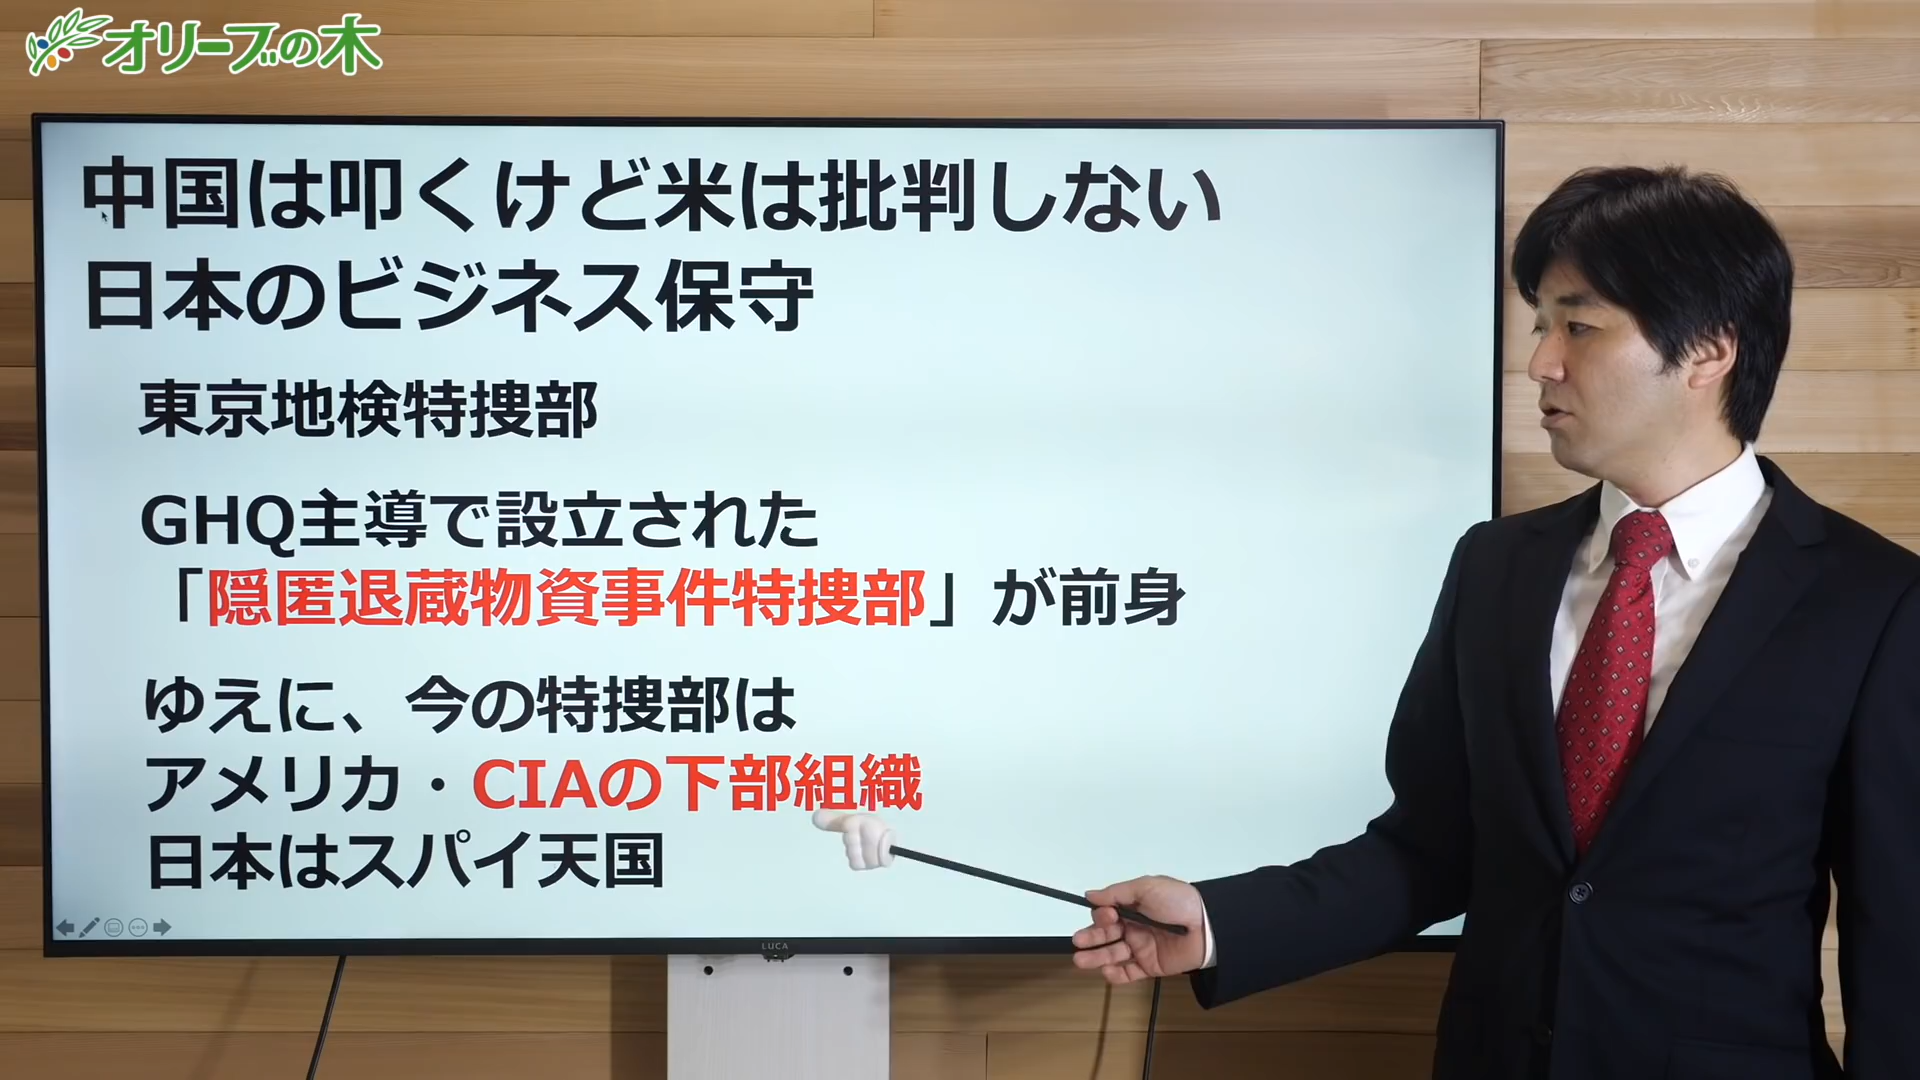 オリーブの木
中国は叩くけど米は批判しない
日本のビジネス保守
東京地検特捜部
GHQ主導で設立された
「隠匿退蔵物資事件特捜部」が前身
ゆえに、今の特捜部は
アメリカ・CIAの下部組織
日本はスパイ天国
LUCA